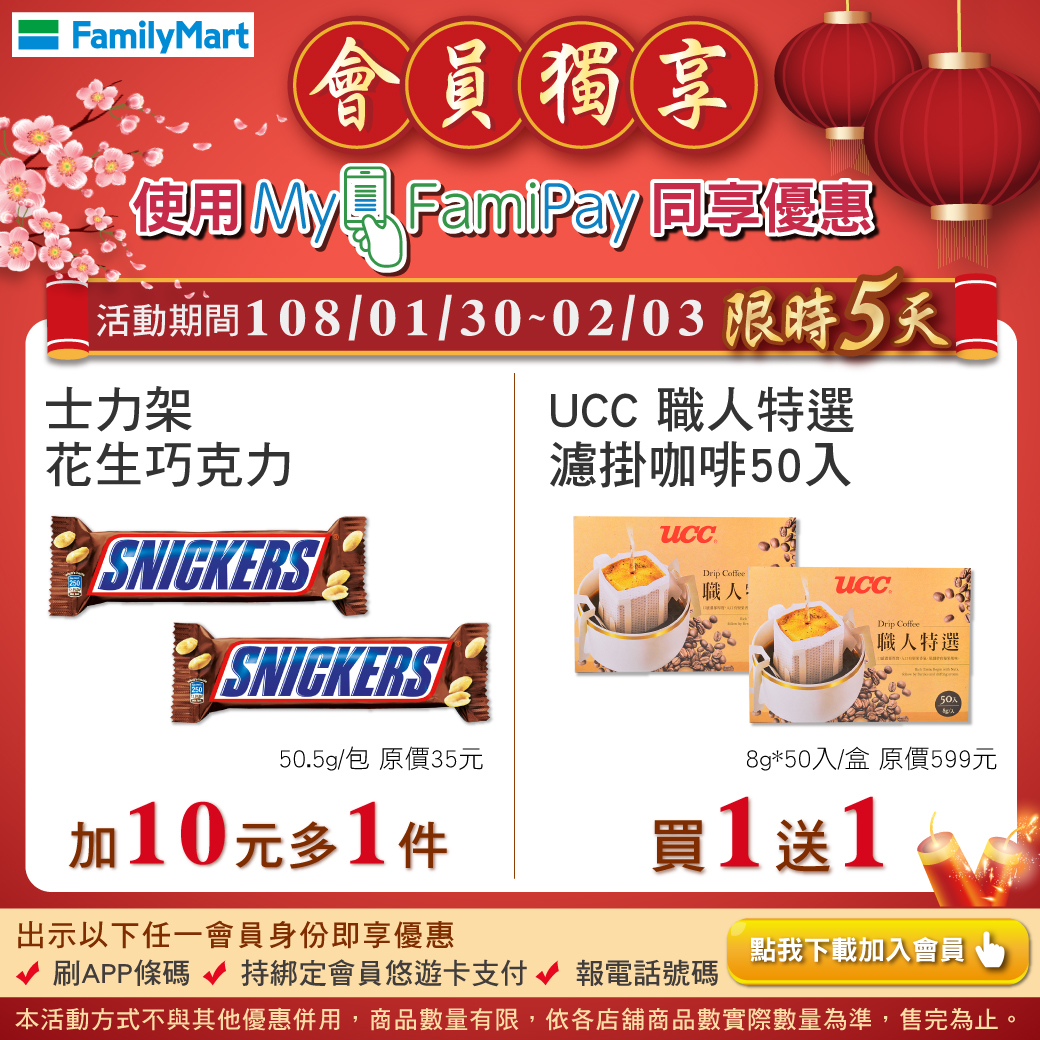 FamilyMart
會員獨享
使用 My FamiPay 同享優惠
活動期間108/01/30~02/03 限時5天
士力架
花生巧克力
SNICKERS
250
SNICKERS
250
50.5g/包 原價35元
加10元多1件
UCC 職人特選
濾掛咖啡50入
UCC
Drip Coffee
職人
UCC
Drip Coffee
職人特選
50入
8g/入
8g*50入/盒 原價599元
買1送1
出示以下任一會員身份即享優惠
刷APP條碼 持綁定會員悠遊卡支付 報電話號碼
點我下載加入會員
本活動方式不與其他優惠併用，商品數量有限，依各店舖商品數實際數量為準，售完為止。